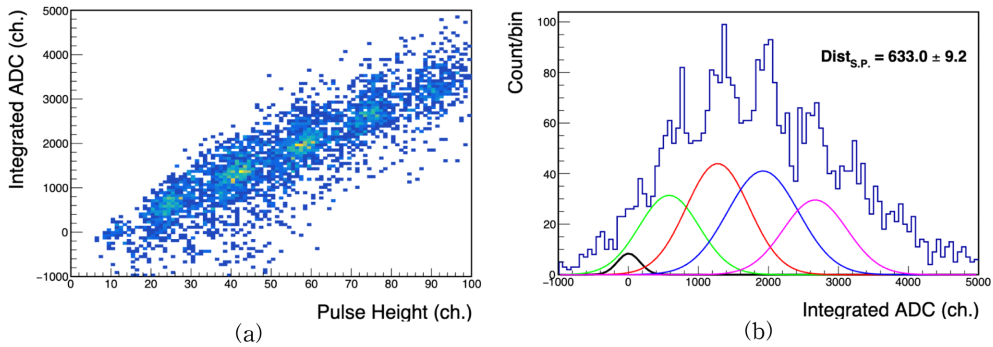 Integrated ADC (ch.)
5000
4000
3000
2000
1000
0
−1000
0 10 20 30 40 50 60 70 80 90 100
Pulse Height (ch.)
(a)
Count/bin
100
80
60
40
20
0
Dist_S.P. = 633.0 ± 9.2
−1000 0 1000 2000 3000 4000 5000
Integrated ADC (ch.)
(b)